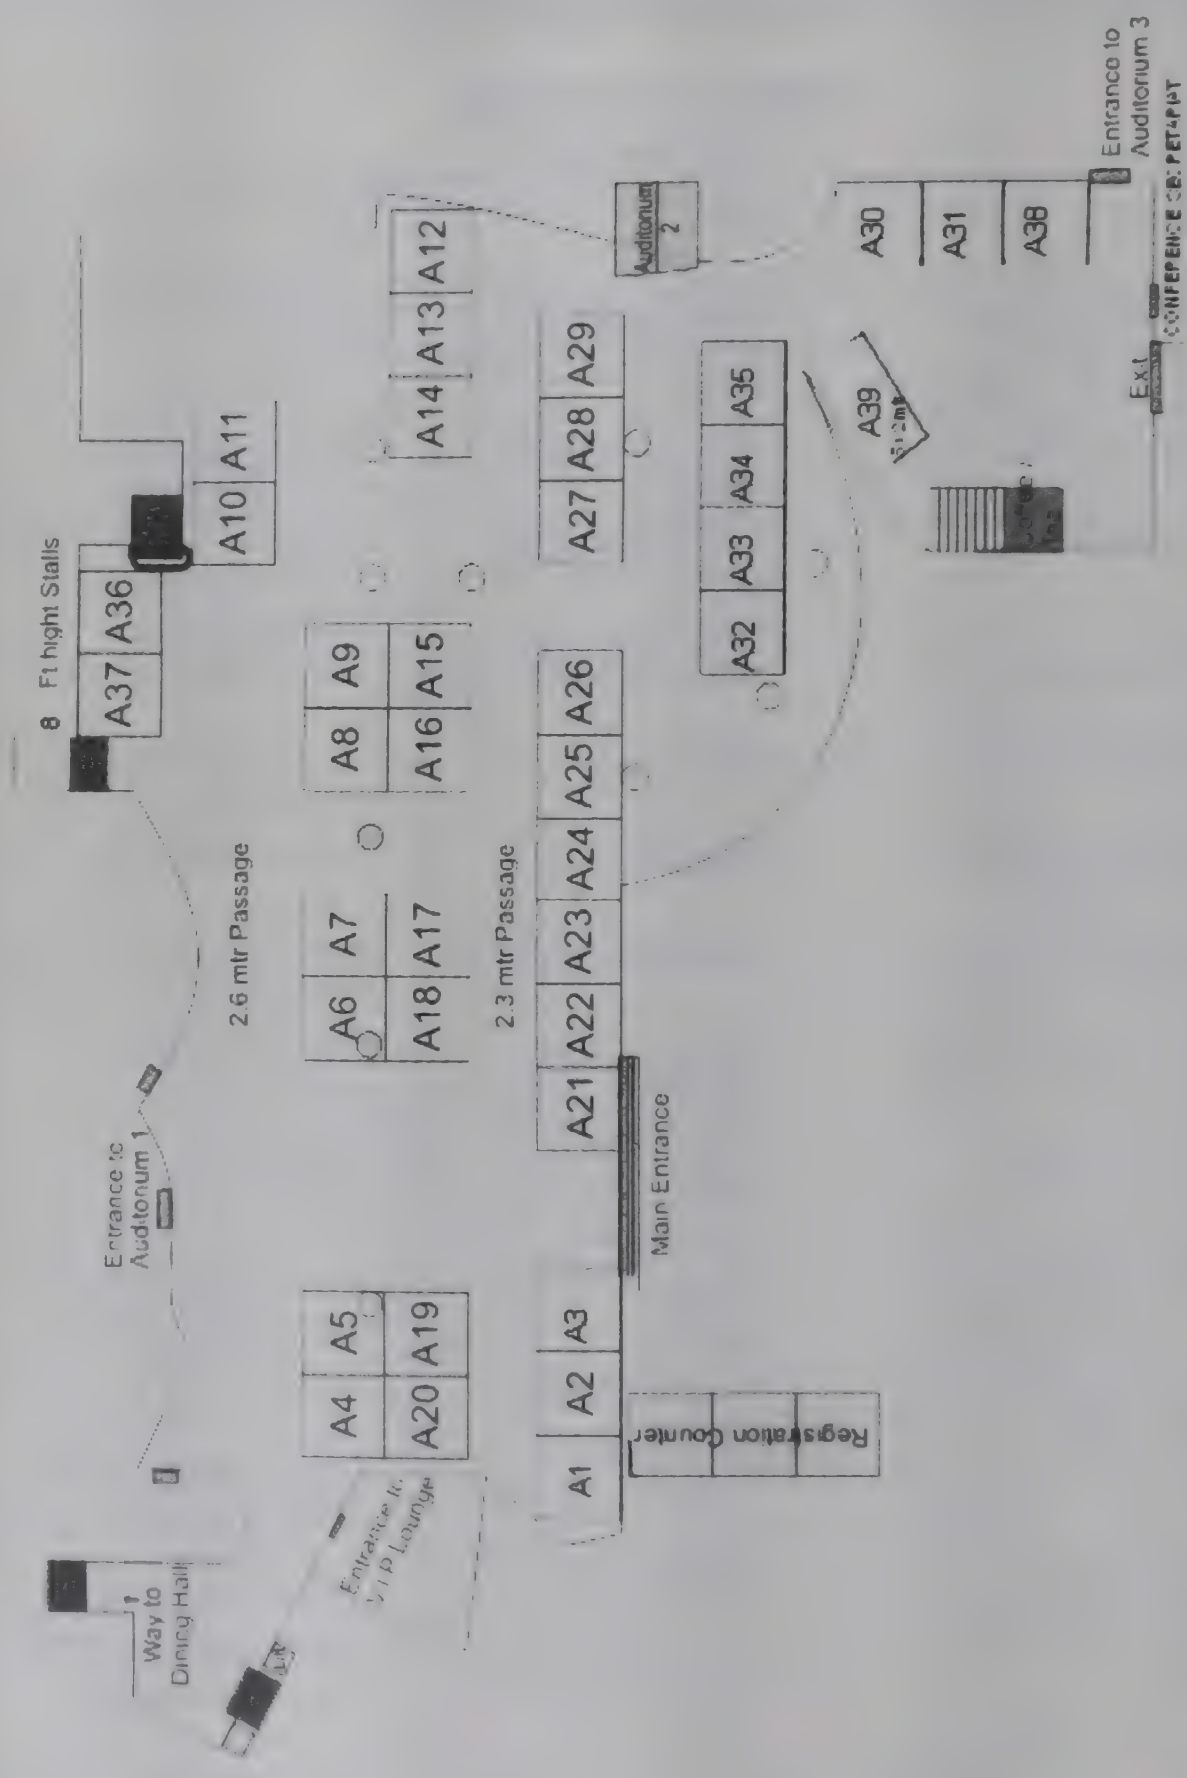 8 Ft hight Stalls
A37 A36
A10 A11
Entrance to
Auditorium 1
Way to
Dining Hall
2.6 mtr Passage
A4 A5
A6 A7
A8 A9
A20 A19
A18 A17
A16 A15
A14 A13 A12
Entrance to
V I P Lounge
2.3 mtr Passage
A1 A2 A3
A21 A22 A23 A24 A25 A26
A27 A28 A29
Auditorium
2
Main Entrance
Registration Counter
A32 A33 A34 A35
A39
A30
A31
A38
Exit
Entrance to
Auditorium 3